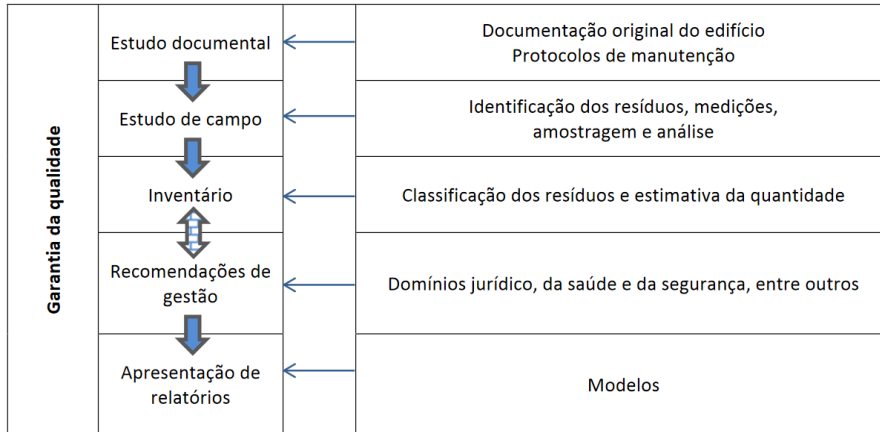 Garantia da qualidade
Estudo documental
Documentação original do edifício
Protocolos de manutenção
Estudo de campo
Identificação dos resíduos, medições,
amostragem e análise
Inventário
Classificação dos resíduos e estimativa da quantidade
Recomendações de
gestão
Domínios jurídico, da saúde e da segurança, entre outros
Apresentação de
relatórios
Modelos